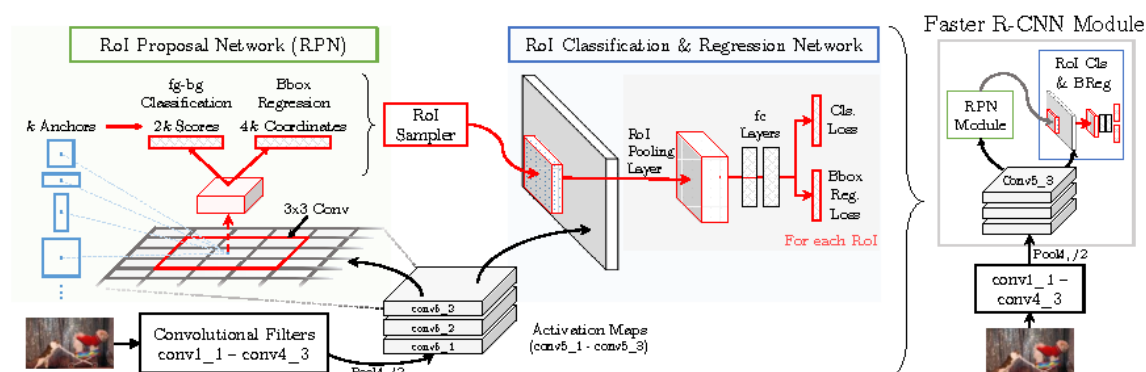 RoI Proposal Network (RPN)
fg-bg
Classification
2k Scores
Bbox
Regression
4k Coordinates
k Anchors
3x3 Conv
RoI
Sampler
RoI Classification & Regression Network
RoI
Pooling
Layer
fc
Layers
Cls.
Loss
Bbox
Reg.
Loss
For each RoI
conv5_3
conv5_2
conv5_1
Activation Maps
(conv5_1 - conv5_3)
Convolutional Filters
conv1_1 – conv4_3
Pool4, /2
Faster R-CNN Module
RoI Cls
& BReg
RPN
Module
Conv5_3
Pool4, /2
conv1_1 –
conv4_3